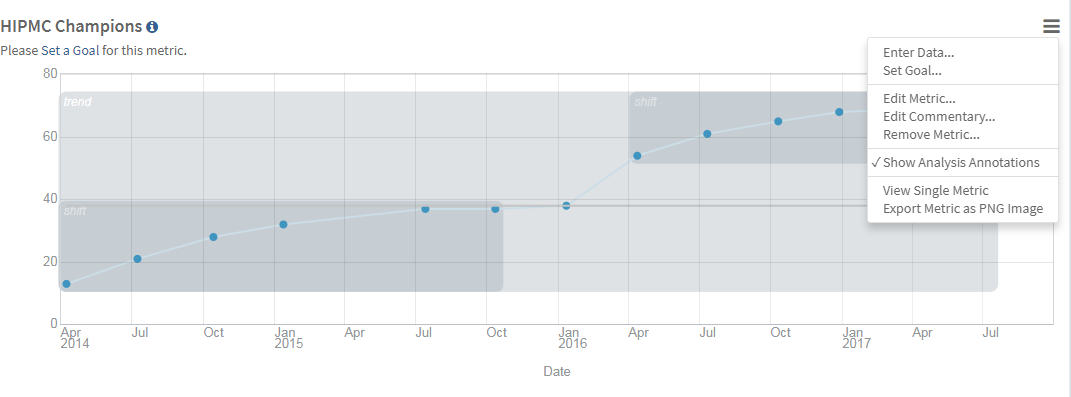 HIPMC Champions
Please Set a Goal for this metric.
Enter Data...
Set Goal...
Edit Metric...
Edit Commentary...
Remove Metric...
✓ Show Analysis Annotations
View Single Metric
Export Metric as PNG Image
80
60
40
20
0
trend
shift
shift
Apr Jul Oct Jan Apr Jul Oct Jan Apr Jul Oct Jan Apr Jul
2014 2015 2016 2017
Date